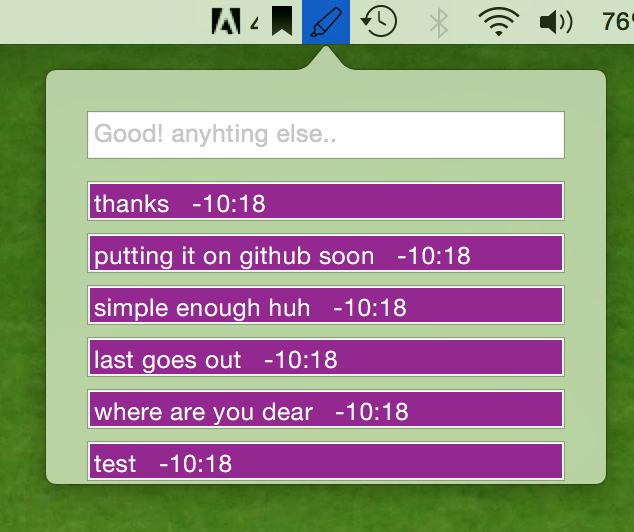 76
Good! anyhting else..
thanks -10:18
putting it on github soon -10:18
simple enough huh -10:18
last goes out -10:18
where are you dear -10:18
test -10:18